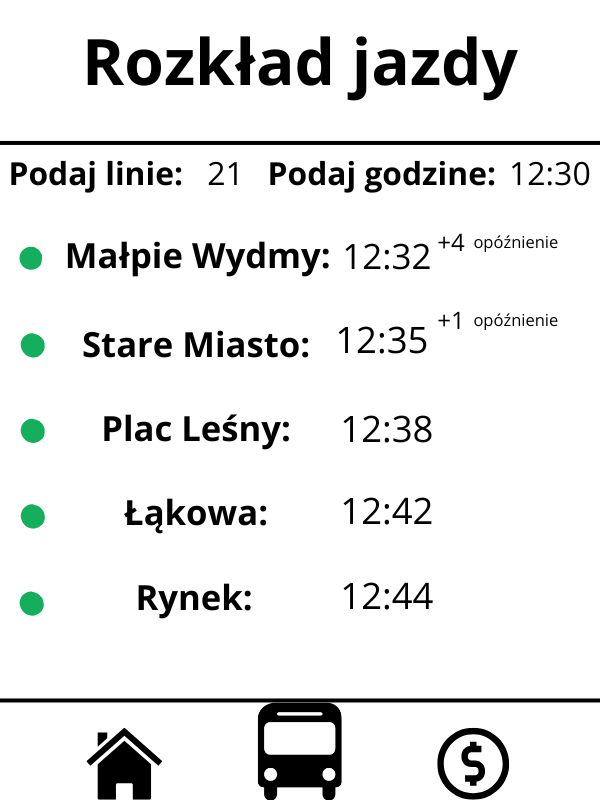 Rozkład jazdy
Podaj linie: 21 Podaj godzine: 12:30
Małpie Wydmy: 12:32 +4 opóźnienie
Stare Miasto: 12:35 +1 opóźnienie
Plac Leśny: 12:38
Łąkowa: 12:42
Rynek: 12:44
$